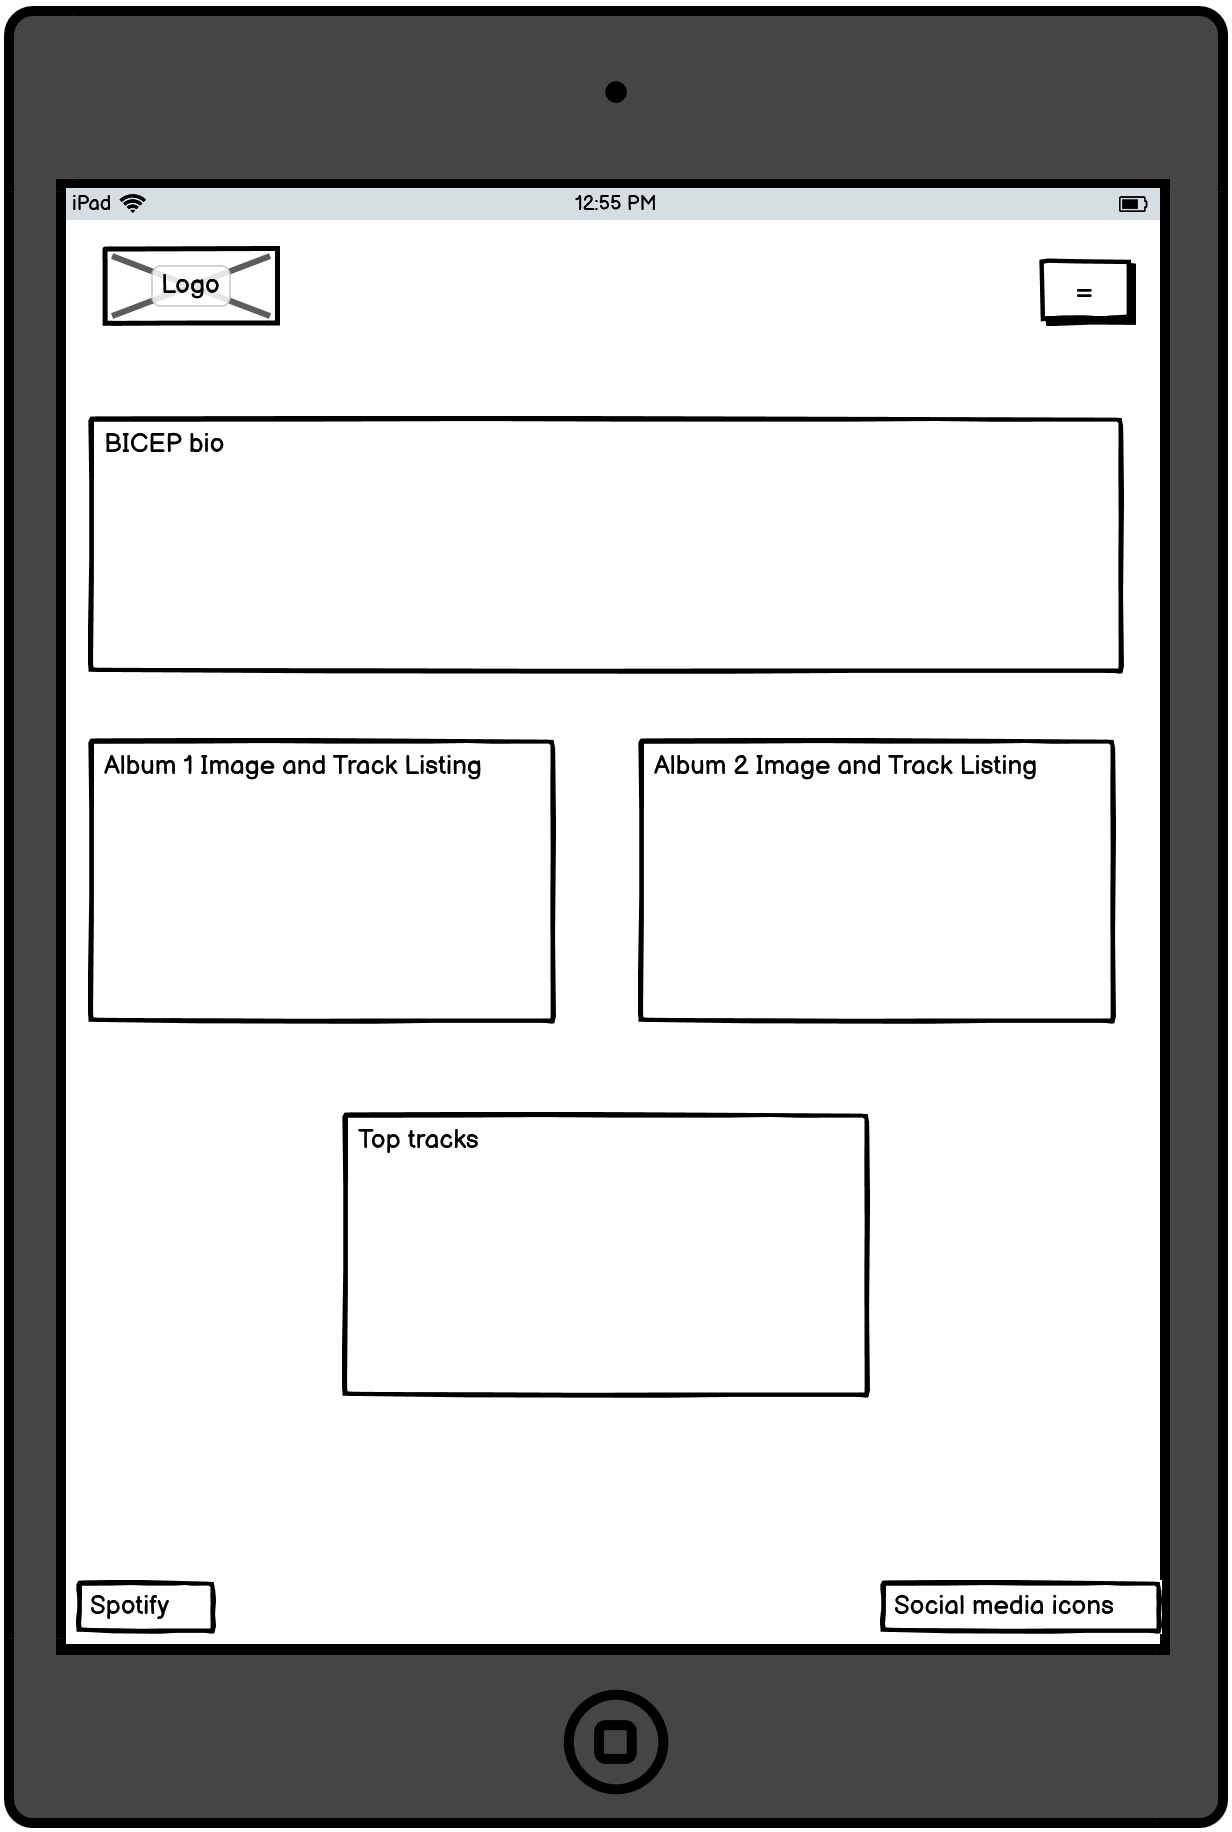 iPad
12:55 PM
Logo
=
BICEP bio
Album 1 Image and Track Listing
Album 2 Image and Track Listing
Top tracks
Spotify
Social media icons